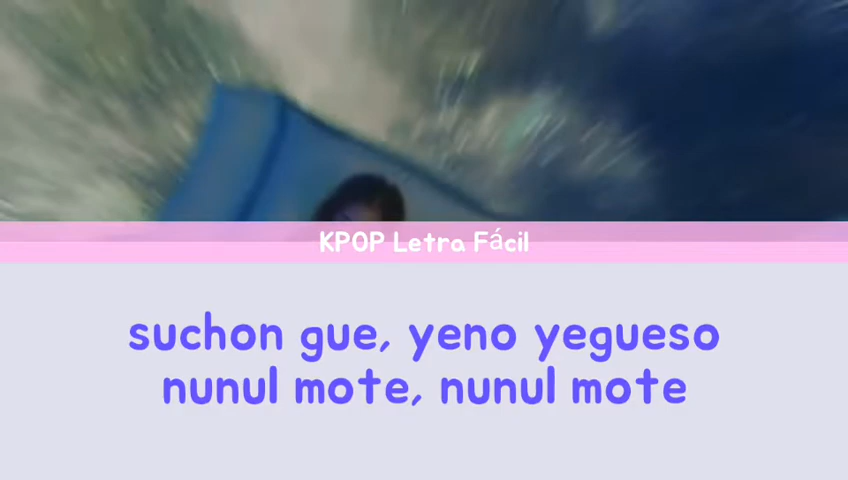 KPOP Letra Fácil
suchon gue, yeno yegueso
nunul mote, nunul mote